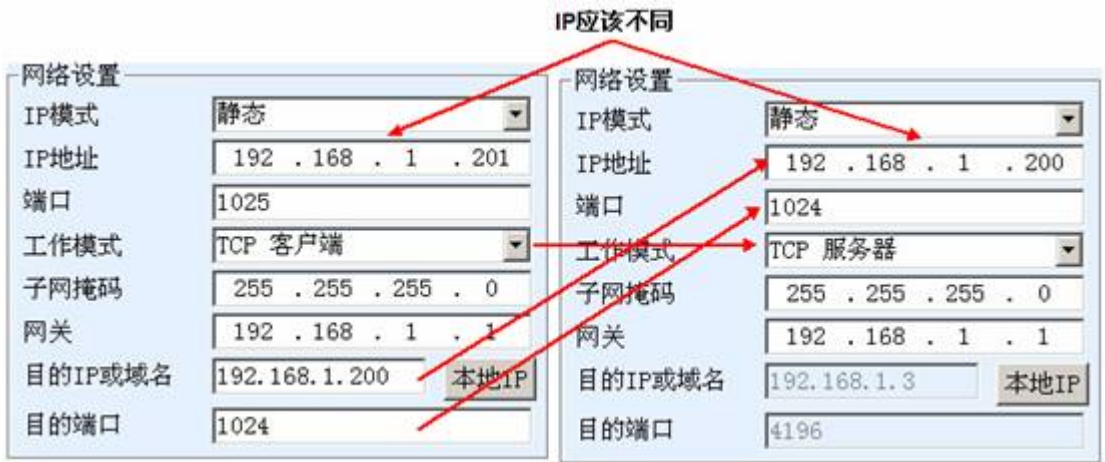 IP应该不同
网络设置
IP模式 静态
IP地址 192 . 168 . 1 . 201
端口 1025
工作模式 TCP 客户端
子网掩码 255 . 255 . 255 . 0
网关 192 . 168 . 1 . 1
目的IP或域名 192.168.1.200 本地IP
目的端口 1024
网络设置
IP模式 静态
IP地址 192 . 168 . 1 . 200
端口 1024
工作模式 TCP 服务器
子网掩码 255 . 255 . 255 . 0
网关 192 . 168 . 1 . 1
目的IP或域名 192.168.1.3 本地IP
目的端口 4196